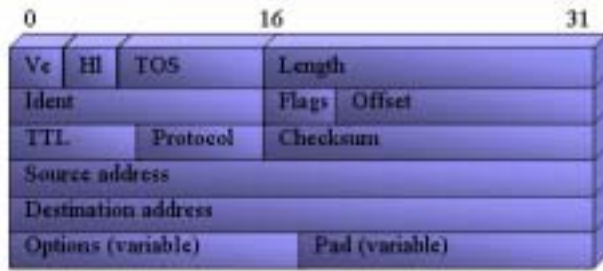 0 16 31
Ve Hl TOS Length
Ident Flags Offset
TTL Protocol Checksum
Source address
Destination address
Options (variable) Pad (variable)